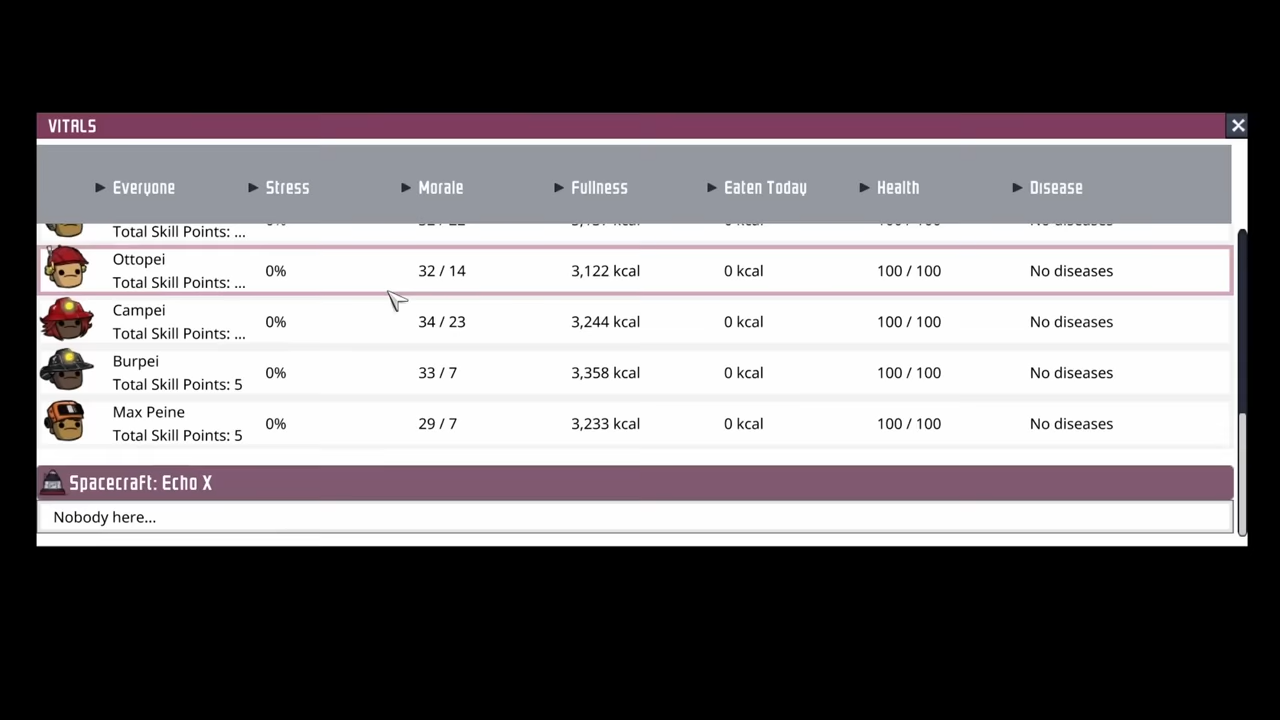 VITALS
Everyone Stress Morale Fullness Eaten Today Health Disease
Total Skill Points: ...
Ottopei
Total Skill Points: ... 0% 32 / 14 3,122 kcal 0 kcal 100 / 100 No diseases
Campei
Total Skill Points: ... 0% 34 / 23 3,244 kcal 0 kcal 100 / 100 No diseases
Burpei
Total Skill Points: 5 0% 33 / 7 3,358 kcal 0 kcal 100 / 100 No diseases
Max Peine
Total Skill Points: 5 0% 29 / 7 3,233 kcal 0 kcal 100 / 100 No diseases
Spacecraft: Echo X
Nobody here...